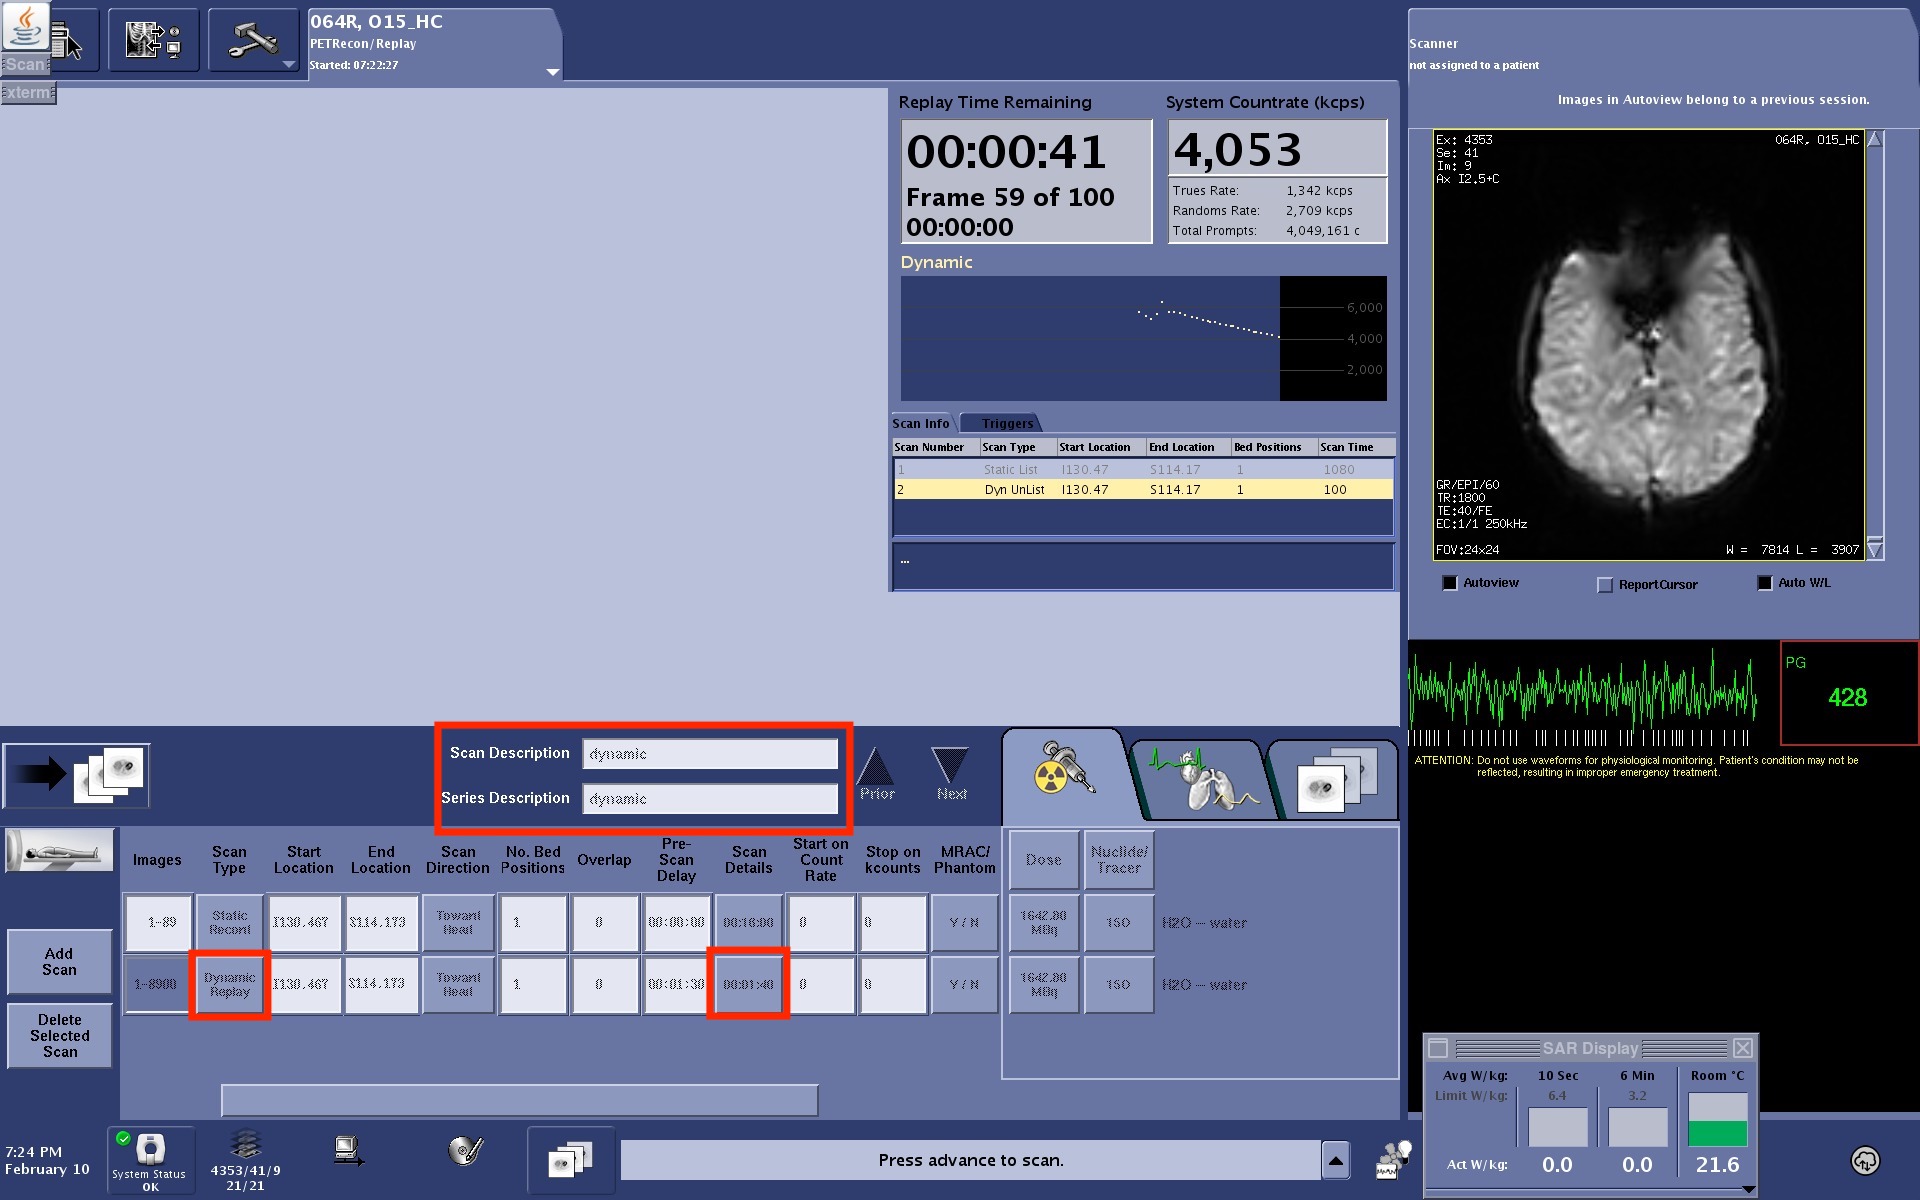 Scan
xterm
064R, O15_HC
PETRecon/Replay
Started: 07:22:27
Scanner
not assigned to a patient
Images in Autoview belong to a previous session.
Replay Time Remaining
00:00:41
Frame 59 of 100
00:00:00
System Countrate (kcps)
4,053
Trues Rate: 1,342 kcps
Randoms Rate: 2,709 kcps
Total Prompts: 4,049,161 c
Dynamic
6,000
4,000
2,000
Scan Info Triggers
Scan Number Scan Type Start Location End Location Bed Positions Scan Time
1 Static List I130.47 S114.17 1 1080
2 Dyn UnList I130.47 S114.17 1 100
...
Ex: 4353
Se: 41
Im: 9
Ax I2.5+C
064R, O15_HC
GR/EPI/60
TR:1800
TE:40/FE
EC:1/1 250kHz
FOV:24x24
W = 7814 L = 3907
Autoview ReportCursor Auto W/L
PG
428
ATTENTION: Do not use waveforms for physiological monitoring. Patient's condition may not be
reflected, resulting in improper emergency treatment.
Scan Description dynamic
Series Description dynamic
Prior Next
Images Scan Type Start Location End Location Scan Direction No. Bed Positions Overlap Pre-Scan Delay Scan Details Start on Count Rate Stop on kcounts MRAC/ Phantom Dose Nuclide/ Tracer
1-89 Static Record I130.467 S114.173 Toward Head 1 0 00:00:00 00:18:00 0 0 Y / N 1642.80 MBq 15O H2O -- water
1-8900 Dynamic Replay I130.467 S114.173 Toward Head 1 0 00:01:30 00:01:40 0 0 Y / N 1642.80 MBq 15O H2O -- water
Add
Scan
Delete
Selected
Scan
7:24 PM
February 10
System Status
OK
4353/41/9
21/21
Press advance to scan.
SAR Display
Avg W/kg: 10 Sec 6 Min Room °C
Limit W/kg: 6.4 3.2
Act W/kg: 0.0 0.0 21.6